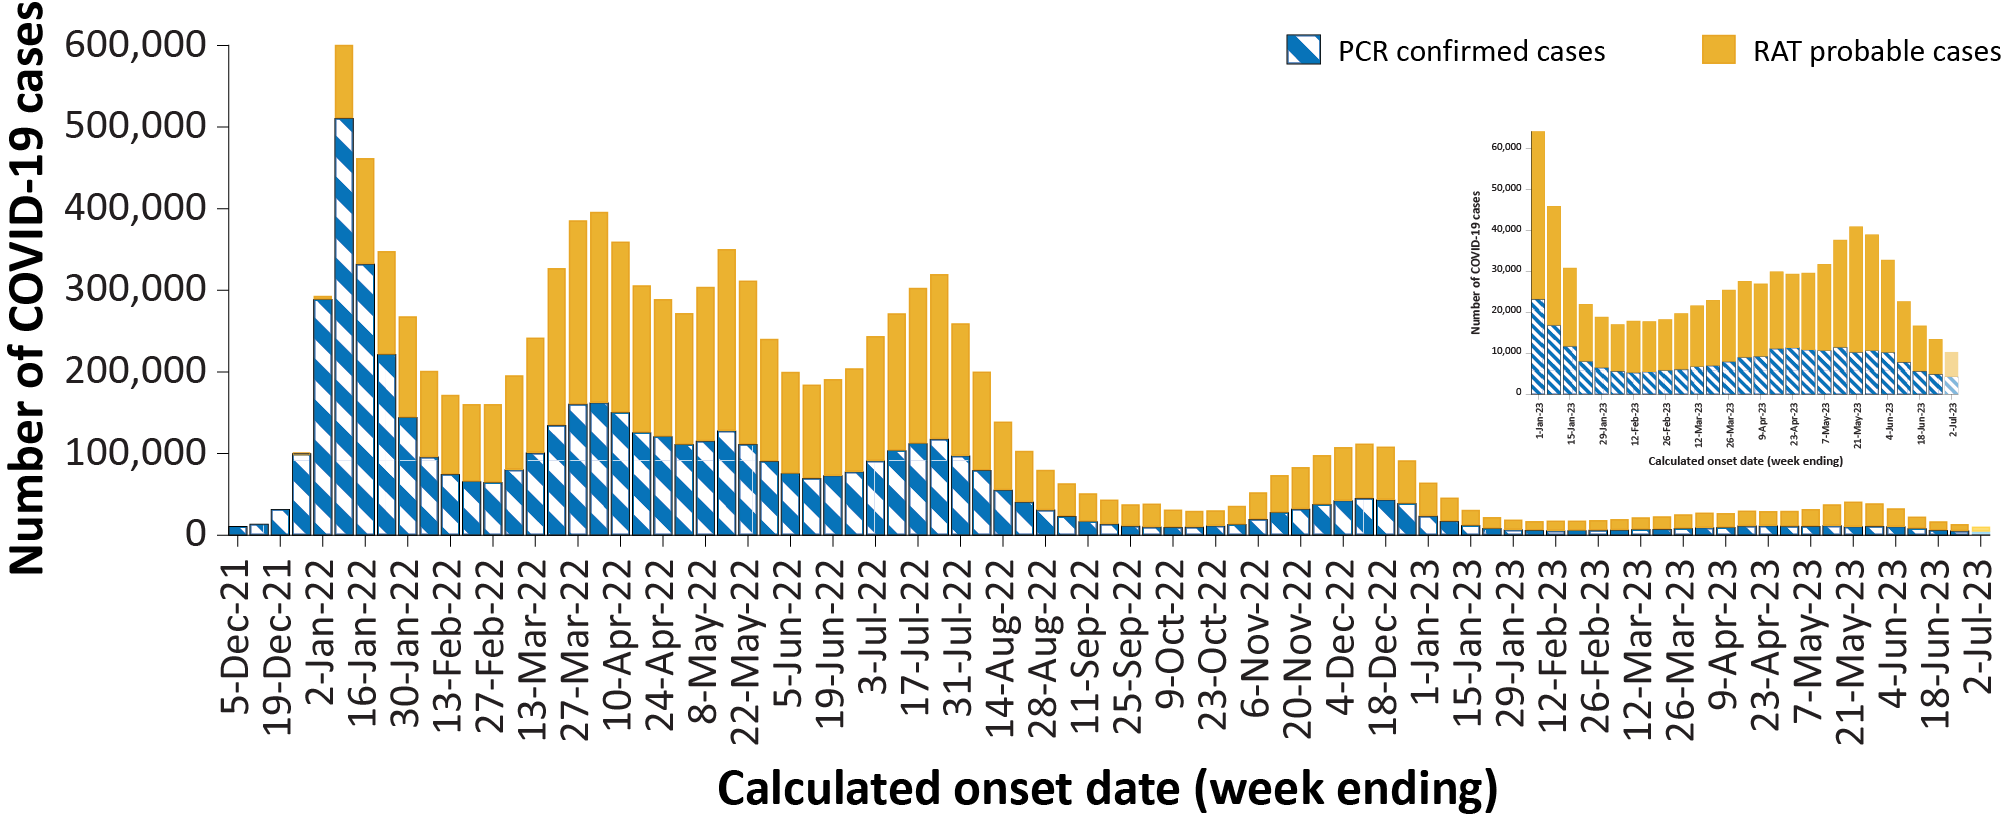 Number of COVID-19 cases
600,000
500,000
400,000
300,000
200,000
100,000
0
PCR confirmed cases
RAT probable cases
5-Dec-21
19-Dec-21
2-Jan-22
16-Jan-22
30-Jan-22
13-Feb-22
27-Feb-22
13-Mar-22
27-Mar-22
10-Apr-22
24-Apr-22
8-May-22
22-May-22
5-Jun-22
19-Jun-22
3-Jul-22
17-Jul-22
31-Jul-22
14-Aug-22
28-Aug-22
11-Sep-22
25-Sep-22
9-Oct-22
23-Oct-22
6-Nov-22
20-Nov-22
4-Dec-22
18-Dec-22
1-Jan-23
15-Jan-23
29-Jan-23
12-Feb-23
26-Feb-23
12-Mar-23
26-Mar-23
9-Apr-23
23-Apr-23
7-May-23
21-May-23
4-Jun-23
18-Jun-23
2-Jul-23
Calculated onset date (week ending)
Number of COVID-19 cases
60,000
50,000
40,000
30,000
20,000
10,000
0
1-Jan-23
15-Jan-23
29-Jan-23
12-Feb-23
26-Feb-23
12-Mar-23
26-Mar-23
9-Apr-23
23-Apr-23
7-May-23
21-May-23
4-Jun-23
18-Jun-23
2-Jul-23
Calculated onset date (week ending)